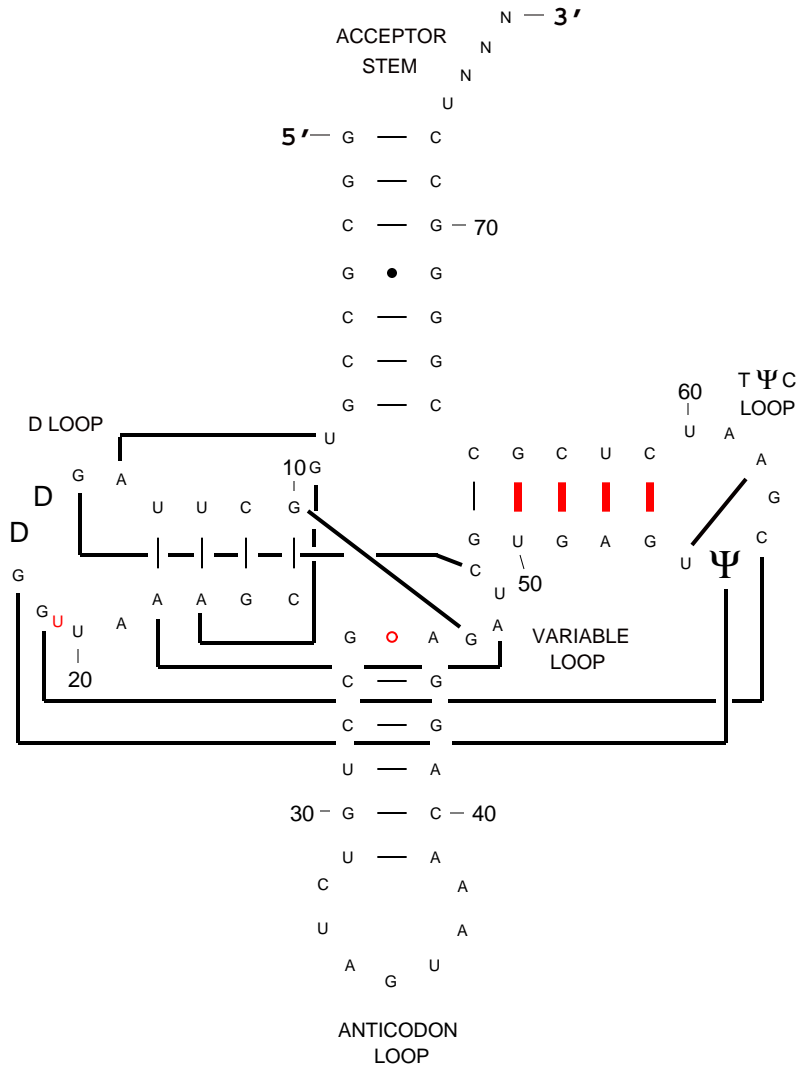 N 3′
ACCEPTOR N
STEM N
U
5′ G C
G C
C G 70
G G
C G
C G
G C
60 T Ψ C
LOOP
D LOOP U U A
C G C U C
10 G A
G A
D U U C G G
D G U G A G C
U Ψ
C 50
G A A G C U
G U U A
G A G A VARIABLE
LOOP
20
C G
C G
U A
30 G C 40
U A
C A
U A
A U
G
ANTICODON
LOOP